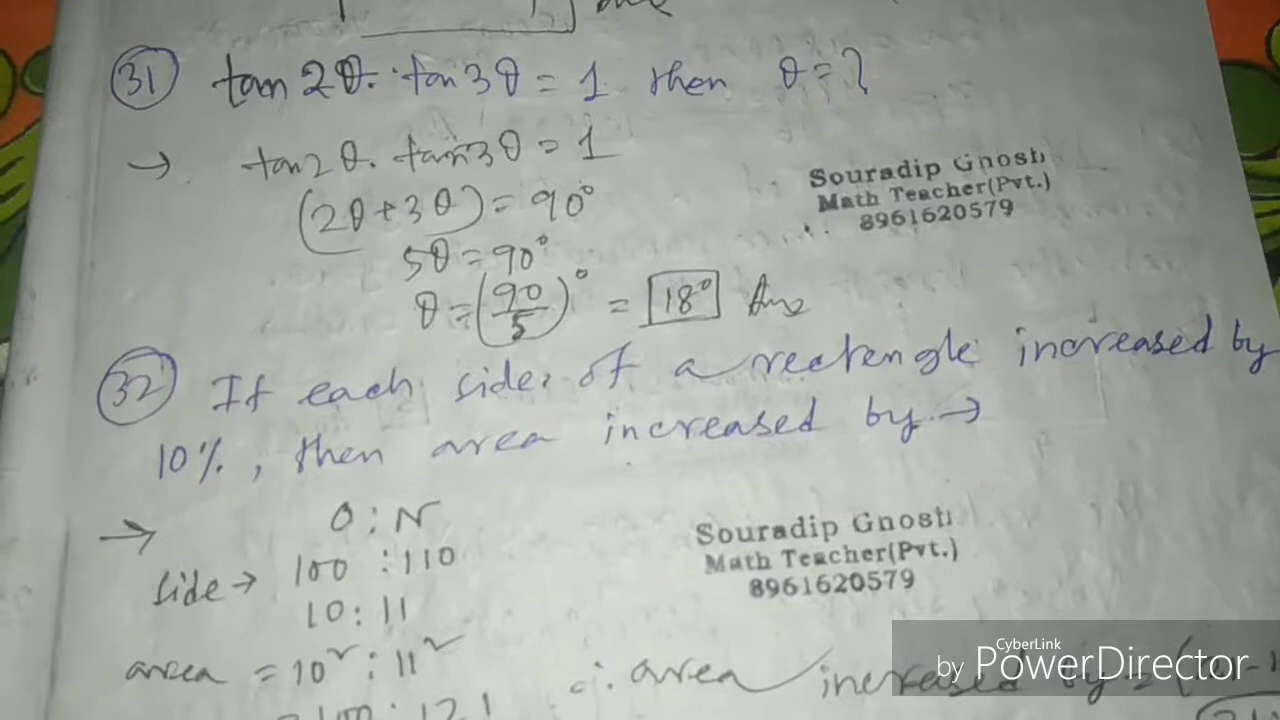 (31) tan 2θ. tan 3θ = 1 then θ = ?
→ tan 2θ. tan 3θ = 1
(2θ + 3θ) = 90°
5θ = 90°
θ = (90/5)° = 18° Ans
Souradip Ghosh
Math Teacher(Pvt.)
8961620579
(32) If each side, of a rectengle increased by
10%, then area increased by →
→ O : N
side → 100 : 110
10 : 11
area = 10² : 11²
= 100 : 121
∴ area increased by =
Souradip Ghosh
Math Teacher(Pvt.)
8961620579
CyberLink
by PowerDirector